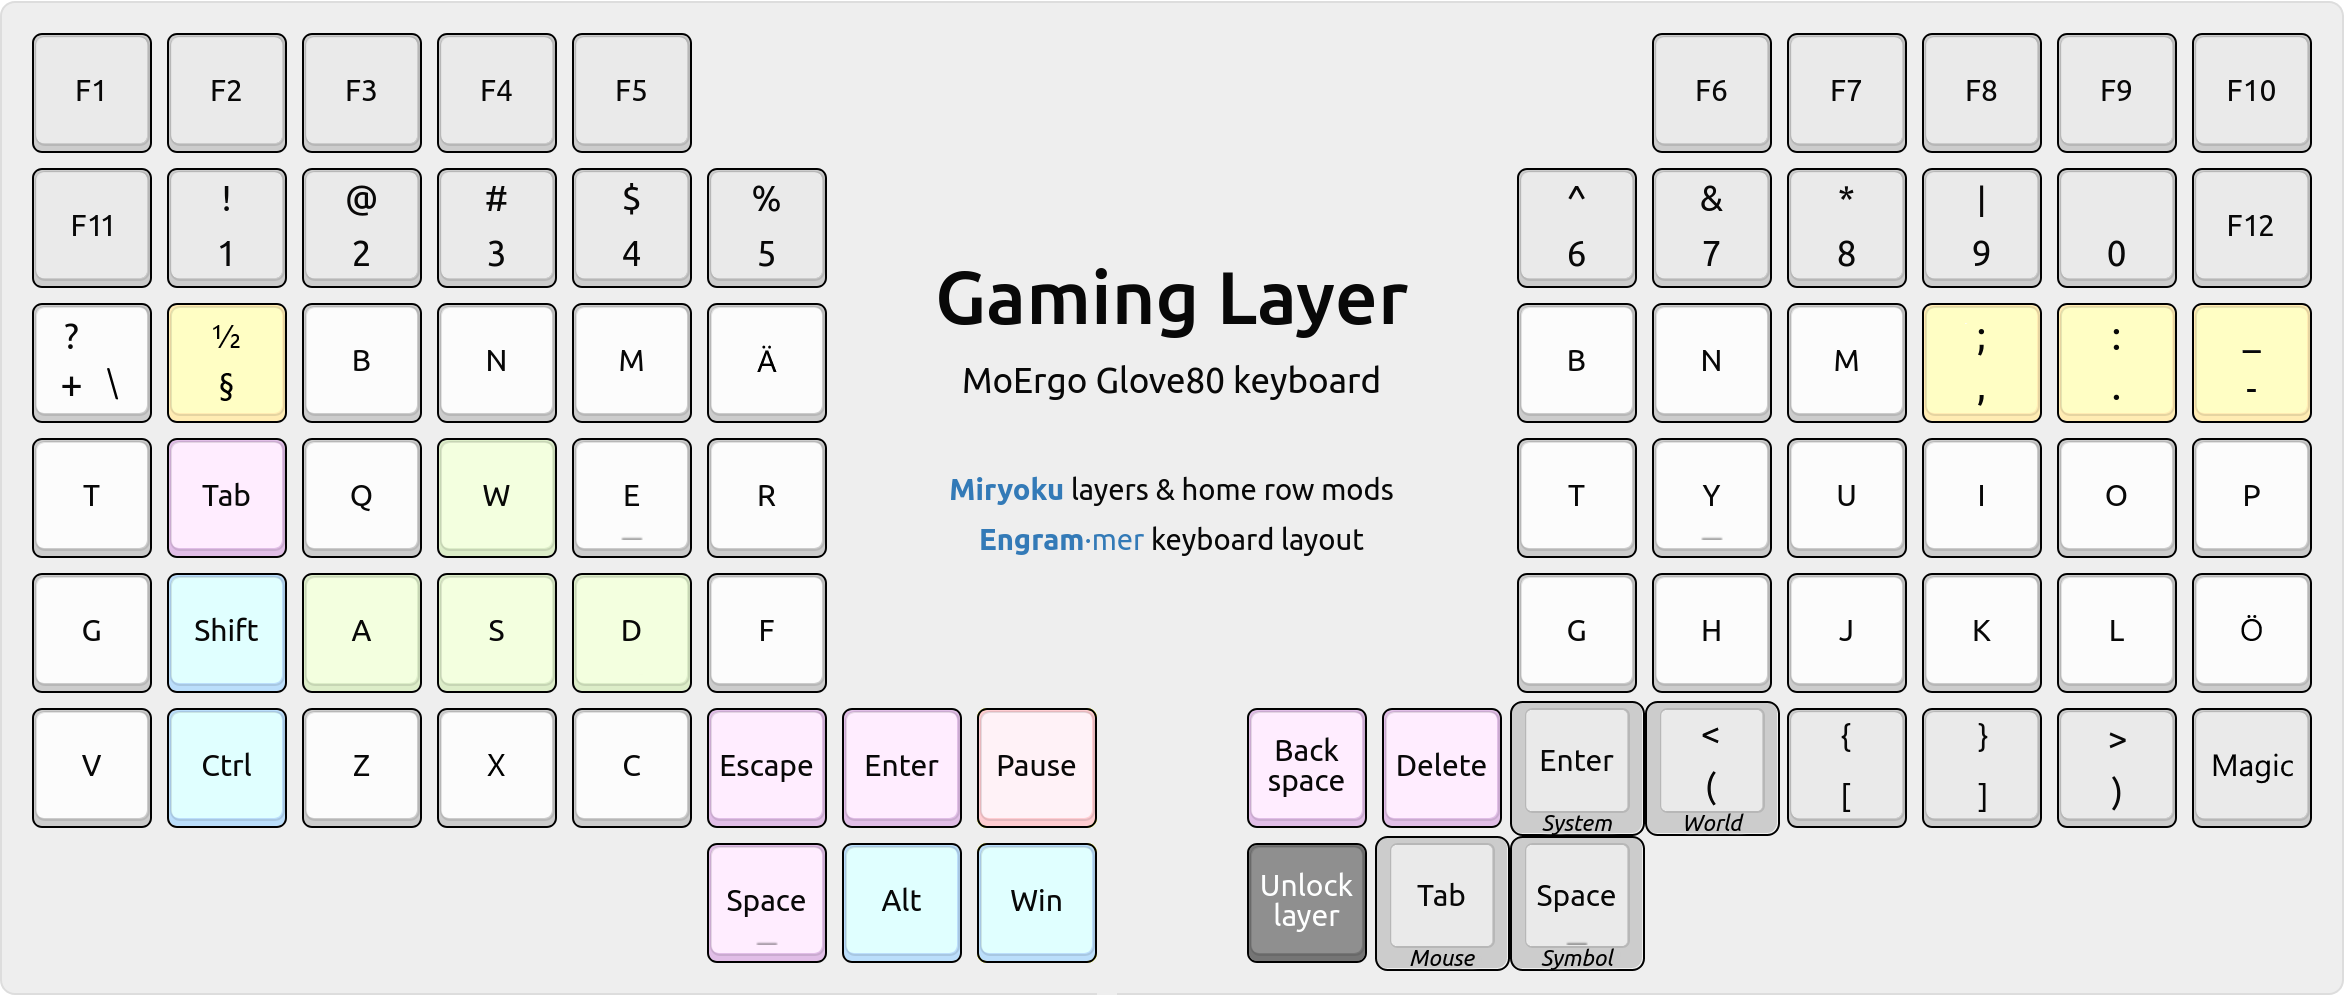 F1 F2 F3 F4 F5 F6 F7 F8 F9 F10
! @ # $ % ^ & * |
F11 1 2 3 4 5 6 7 8 9 0 F12
Gaming Layer
? ½ ; : _
+ \ § B N M Ä B N M , . -
MoErgo Glove80 keyboard
T Tab Q W E R T Y U I O P
_ _
Miryoku layers & home row mods
Engram·mer keyboard layout
G Shift A S D F G H J K L Ö
< { } >
V Ctrl Z X C Escape Enter Pause Back space Delete Enter ( [ ] ) Magic
System World
Space Alt Win Unlock layer Tab Space
_ _
Mouse Symbol